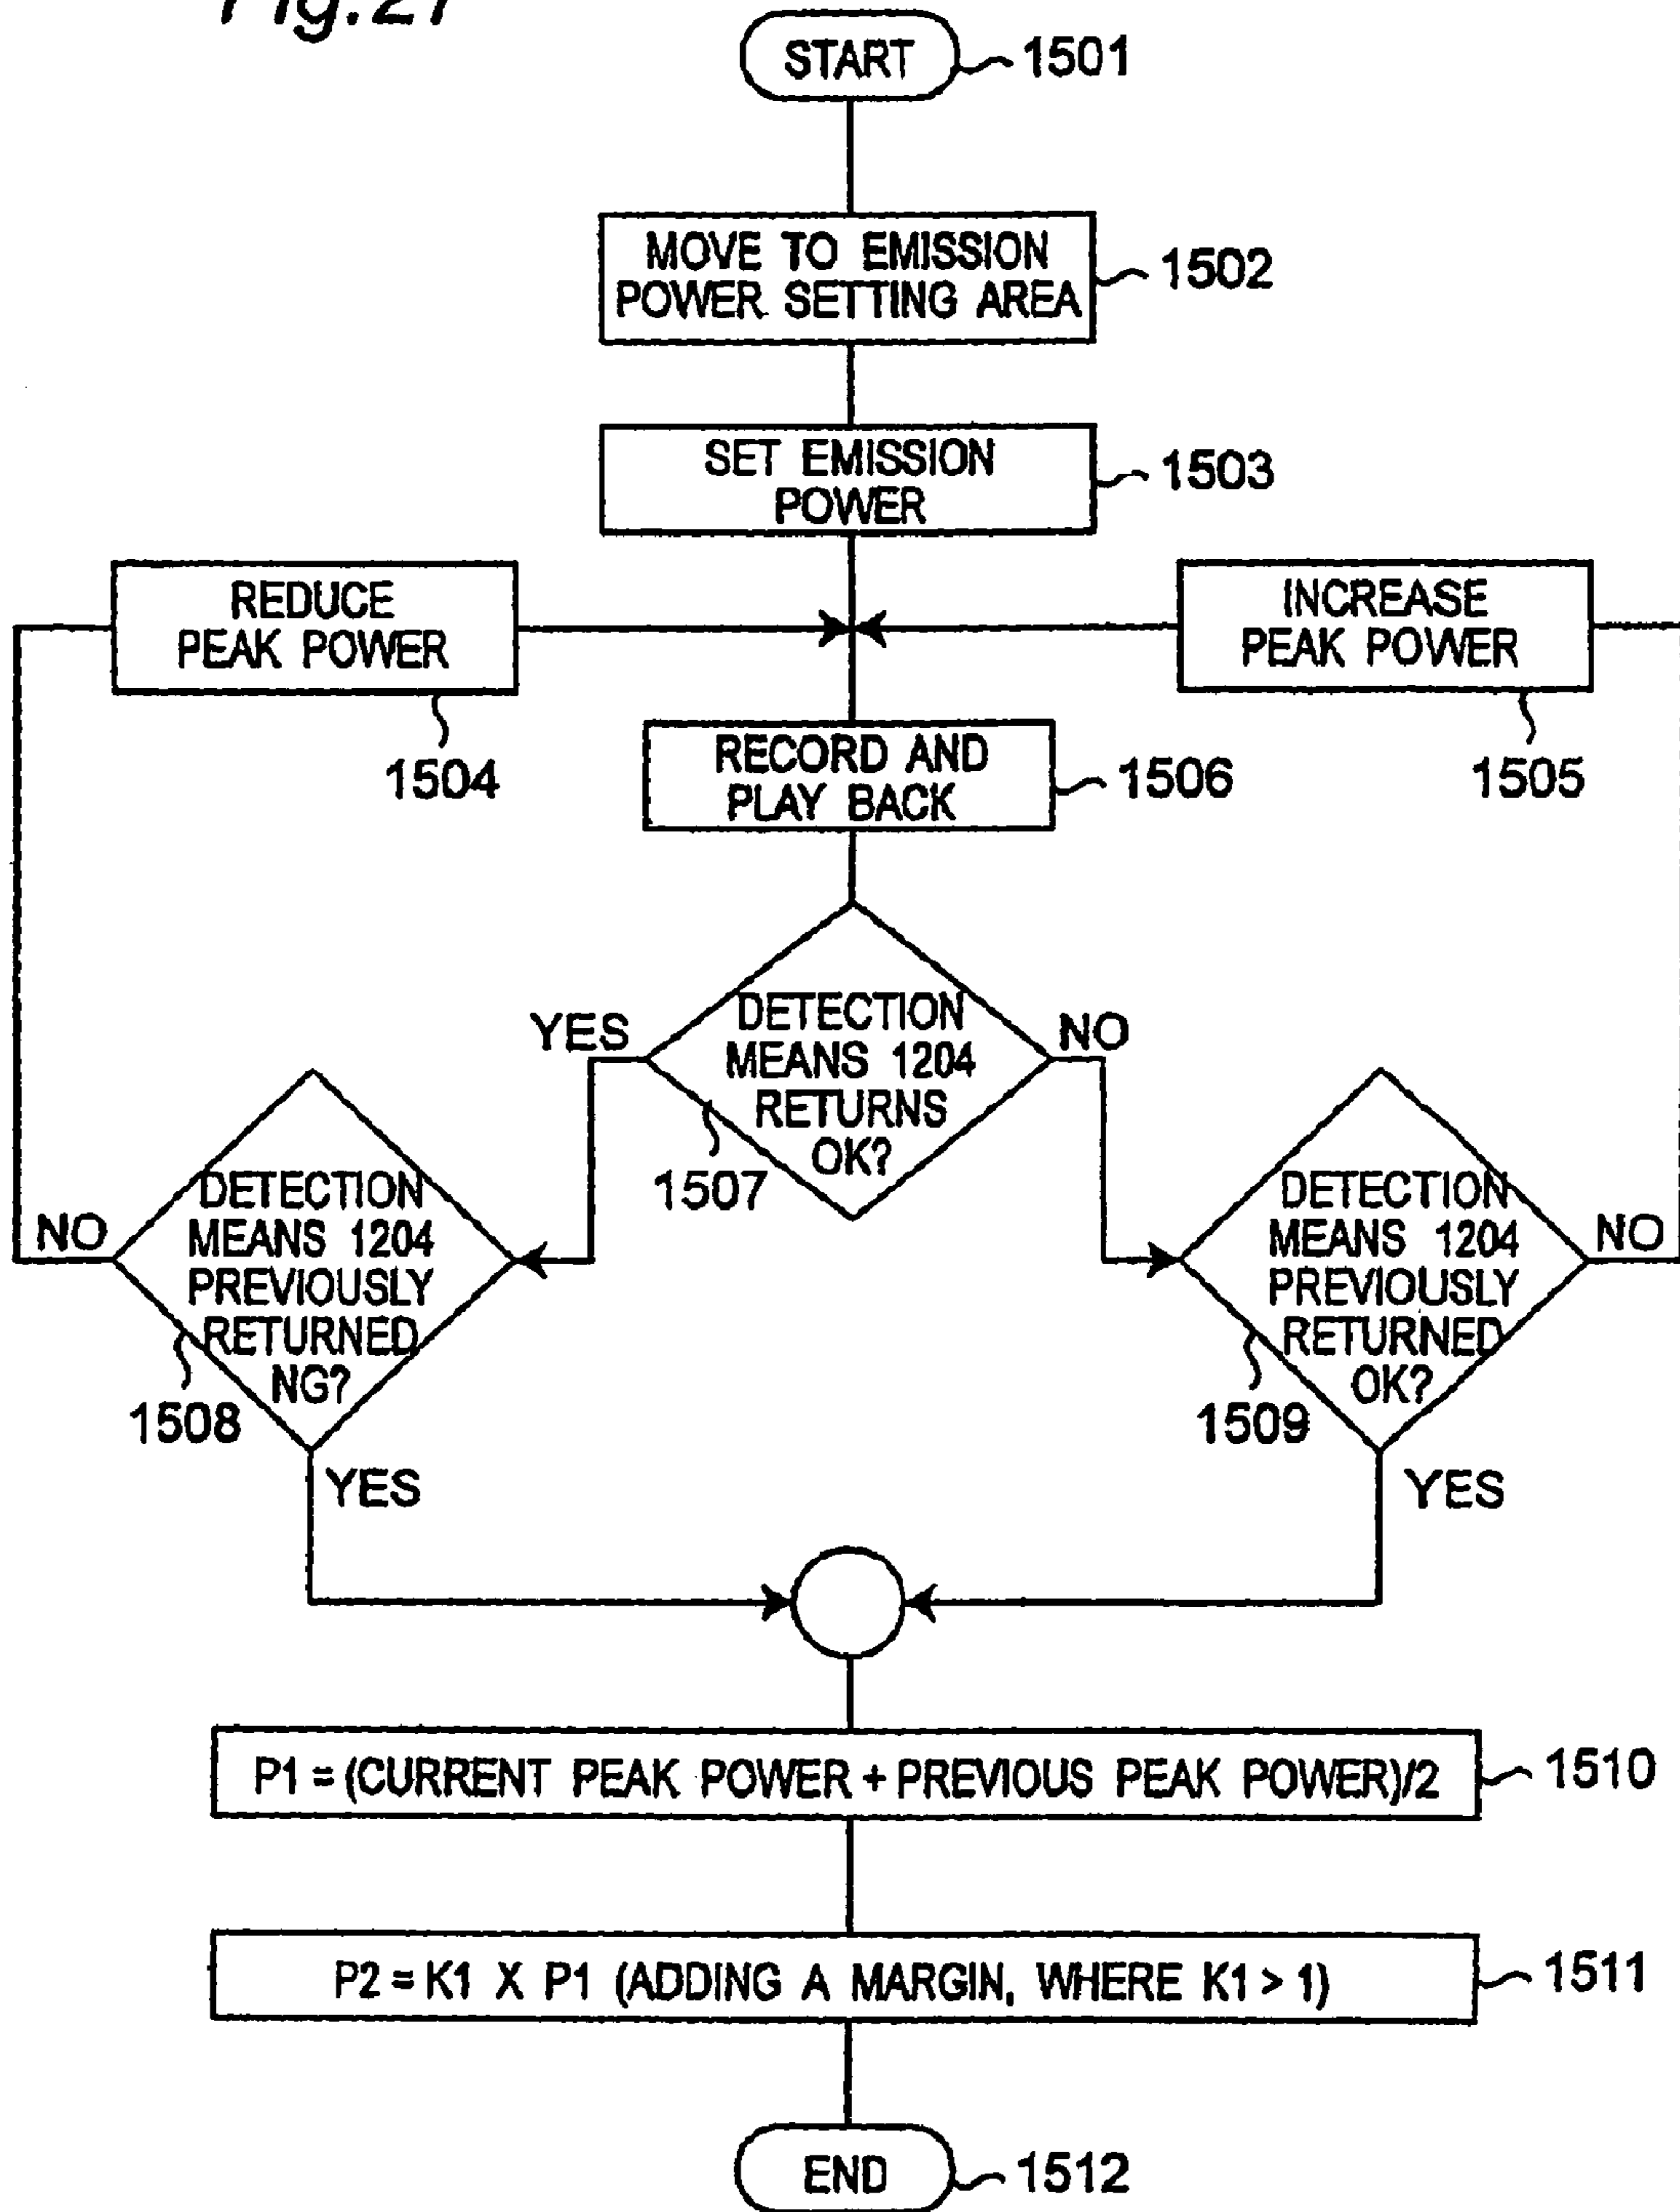 Fig.27
START
1501
MOVE TO EMISSION
POWER SETTING AREA
1502
SET EMISSION
POWER
1503
REDUCE
PEAK POWER
1504
INCREASE
PEAK POWER
1505
RECORD AND
PLAY BACK
1506
DETECTION
MEANS 1204
RETURNS
OK?
1507
YES
NO
DETECTION
MEANS 1204
PREVIOUSLY
RETURNED
NG?
1508
NO
YES
DETECTION
MEANS 1204
PREVIOUSLY
RETURNED
OK?
1509
NO
YES
P1 = (CURRENT PEAK POWER + PREVIOUS PEAK POWER)/2
1510
P2 = K1 X P1 (ADDING A MARGIN, WHERE K1 > 1)
1511
END
1512